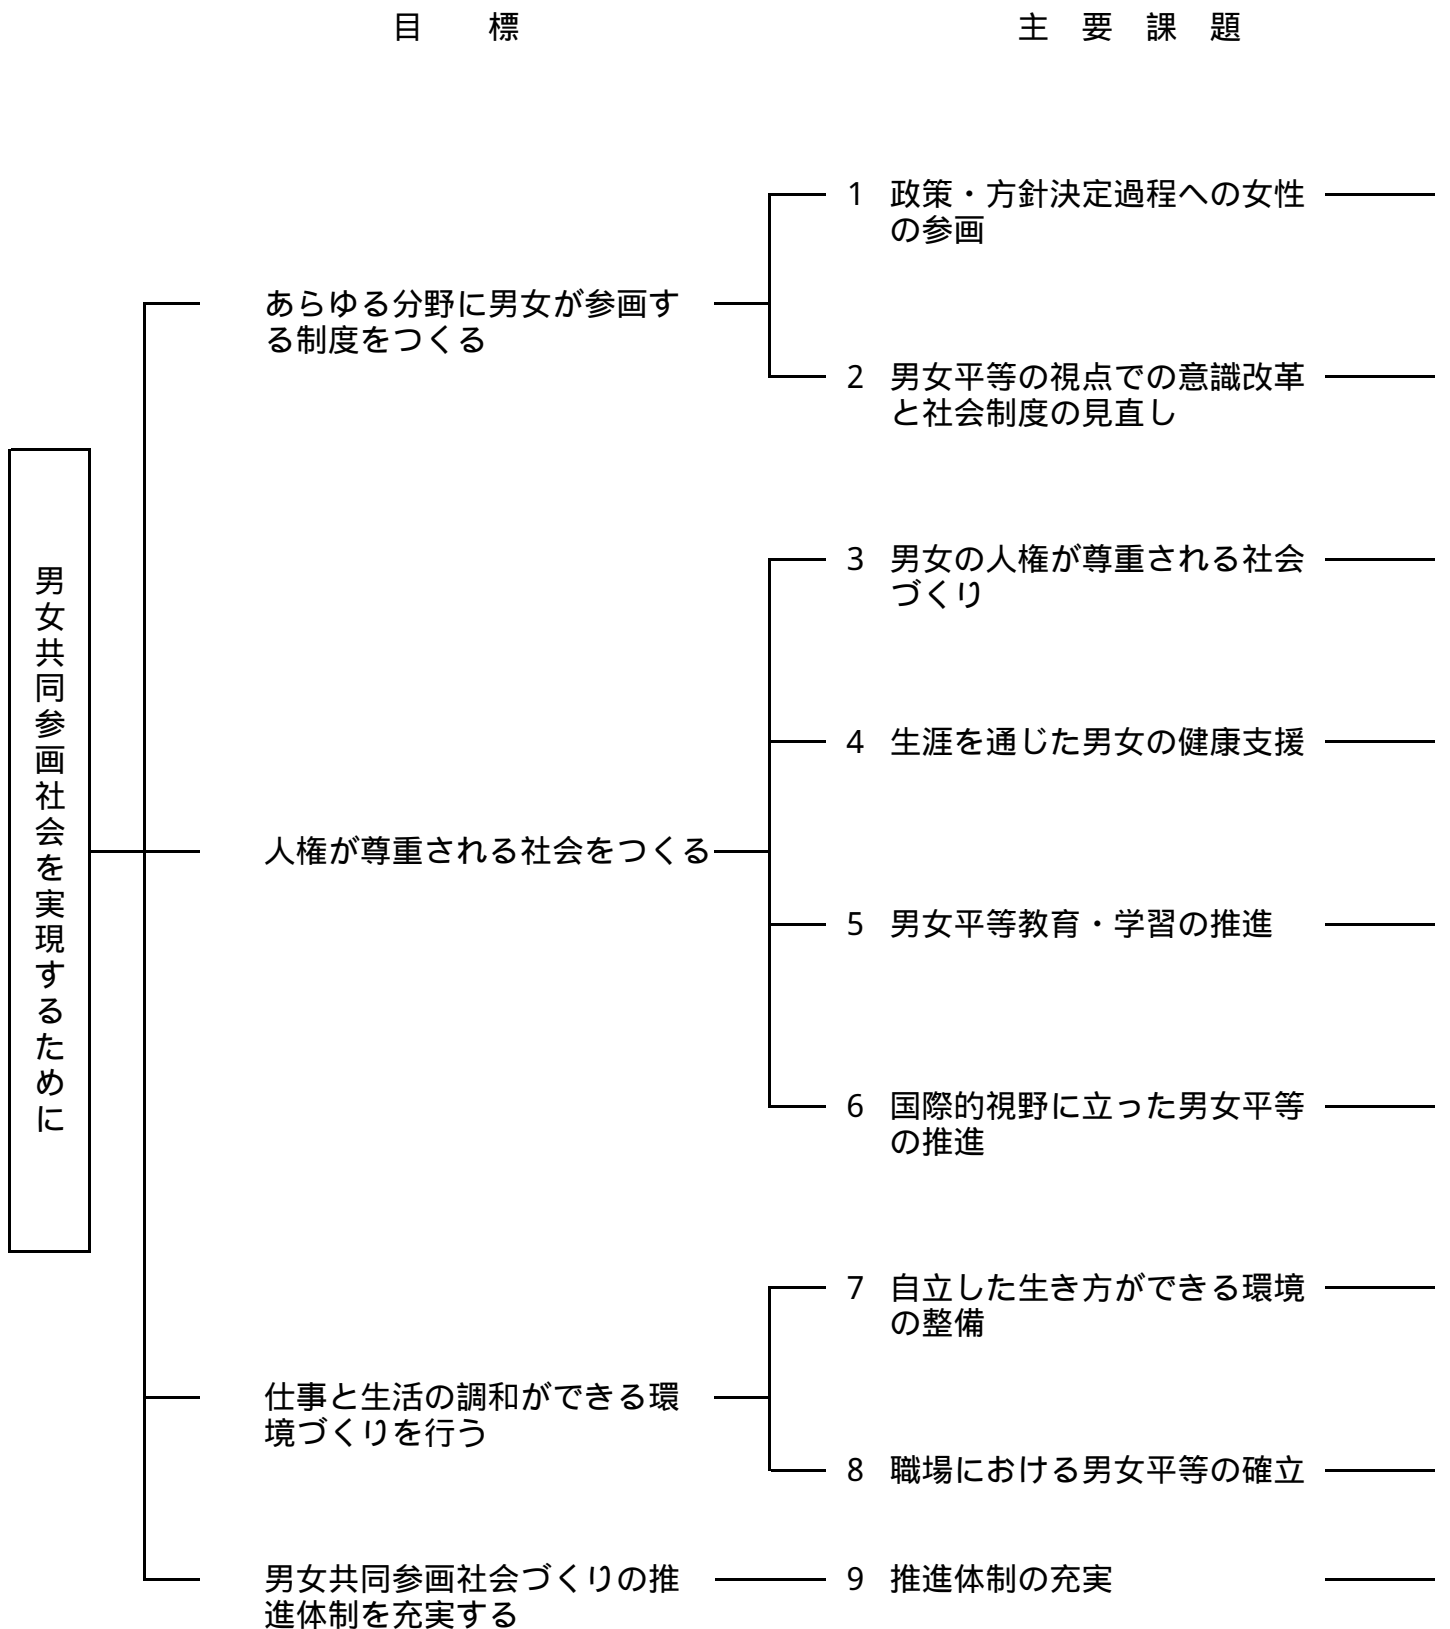 目　標
主　要　課　題
男女共同参画社会を実現するために
あらゆる分野に男女が参画す
る制度をつくる
1 政策・方針決定過程への女性
の参画
2 男女平等の視点での意識改革
と社会制度の見直し
人権が尊重される社会をつくる
3 男女の人権が尊重される社会
づくり
4 生涯を通じた男女の健康支援
5 男女平等教育・学習の推進
6 国際的視野に立った男女平等
の推進
仕事と生活の調和ができる環
境づくりを行う
7 自立した生き方ができる環境
の整備
8 職場における男女平等の確立
男女共同参画社会づくりの推
進体制を充実する
9 推進体制の充実